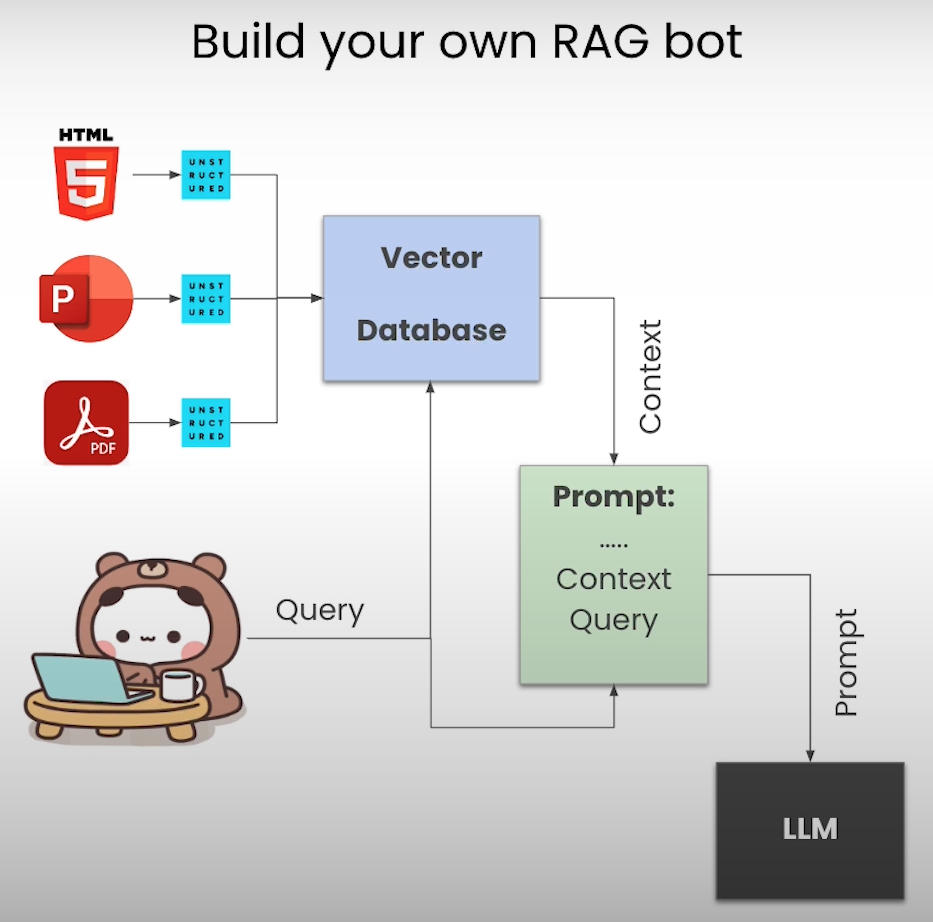 Build your own RAG bot
HTML
5
UNST
RUCT
URED
P
UNST
RUCT
URED
PDF
UNST
RUCT
URED
Vector
Database
Context
Prompt:
.....
Context
Query
Query
Prompt
LLM